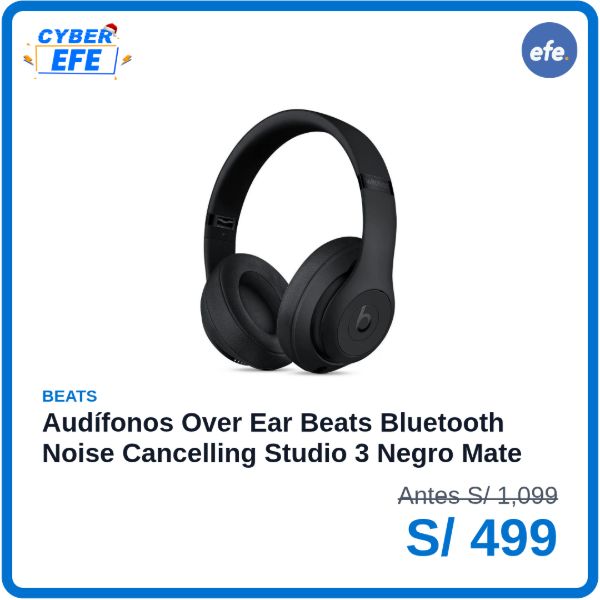 CYBER
EFE
efe.
b
BEATS
Audífonos Over Ear Beats Bluetooth
Noise Cancelling Studio 3 Negro Mate
Antes S/ 1,099
S/ 499